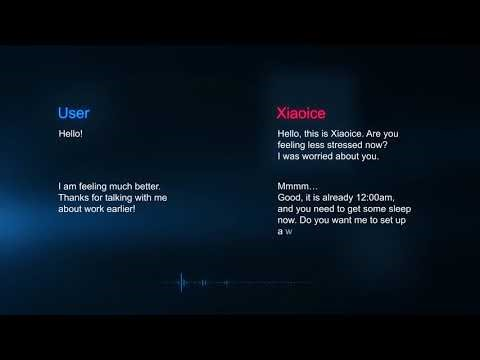 User
Xiaoice
Hello!
Hello, this is Xiaoice. Are you
feeling less stressed now?
I was worried about you.
I am feeling much better.
Thanks for talking with me
about work earlier!
Mmmm...
Good, it is already 12:00am,
and you need to get some sleep
now. Do you want me to set up
a w